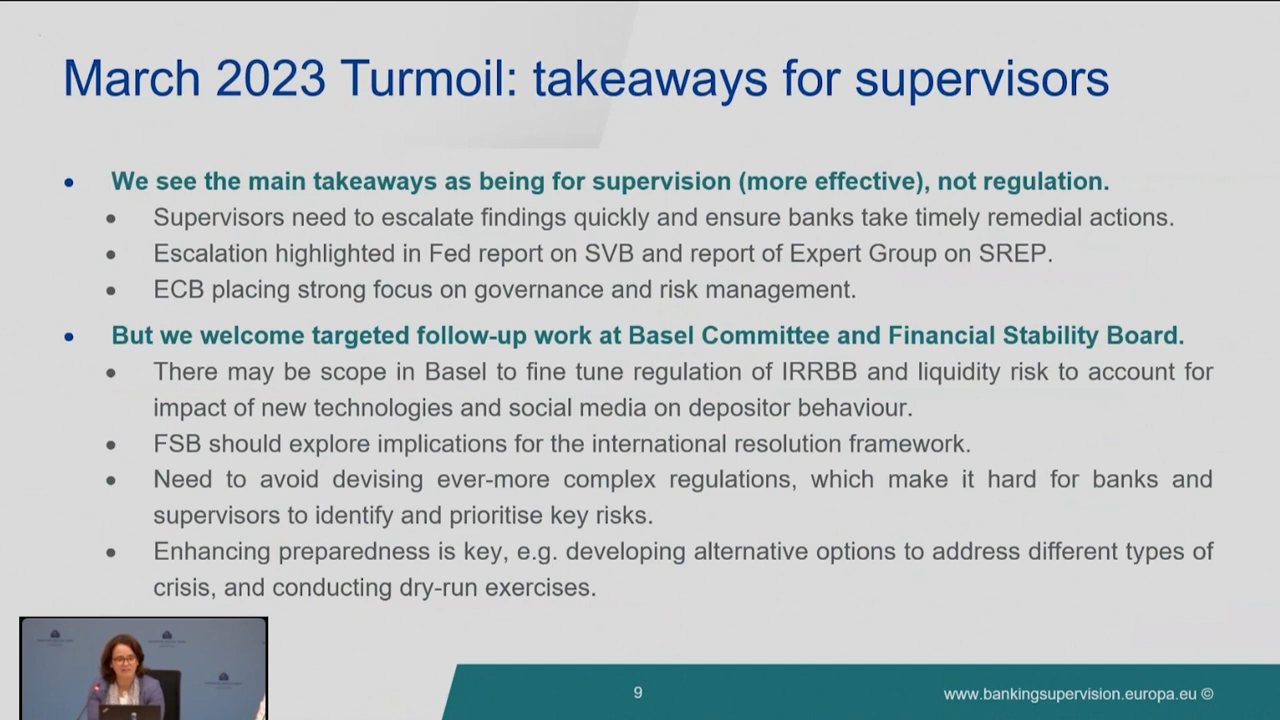 March 2023 Turmoil: takeaways for supervisors
• We see the main takeaways as being for supervision (more effective), not regulation.
• Supervisors need to escalate findings quickly and ensure banks take timely remedial actions.
• Escalation highlighted in Fed report on SVB and report of Expert Group on SREP.
• ECB placing strong focus on governance and risk management.
• But we welcome targeted follow-up work at Basel Committee and Financial Stability Board.
• There may be scope in Basel to fine tune regulation of IRRBB and liquidity risk to account for
impact of new technologies and social media on depositor behaviour.
• FSB should explore implications for the international resolution framework.
• Need to avoid devising ever-more complex regulations, which make it hard for banks and
supervisors to identify and prioritise key risks.
• Enhancing preparedness is key, e.g. developing alternative options to address different types of
crisis, and conducting dry-run exercises.
9
www.bankingsupervision.europa.eu ©